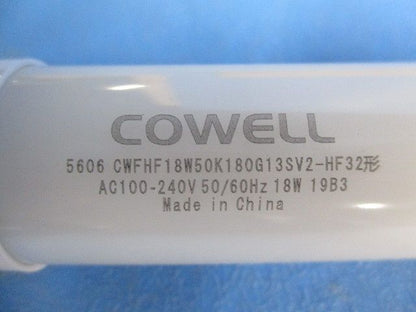 COWELL
5606 CWFHF18W50K180G13SV2-HF32形
AC100-240V 50/60Hz 18W 19B3
Made in China